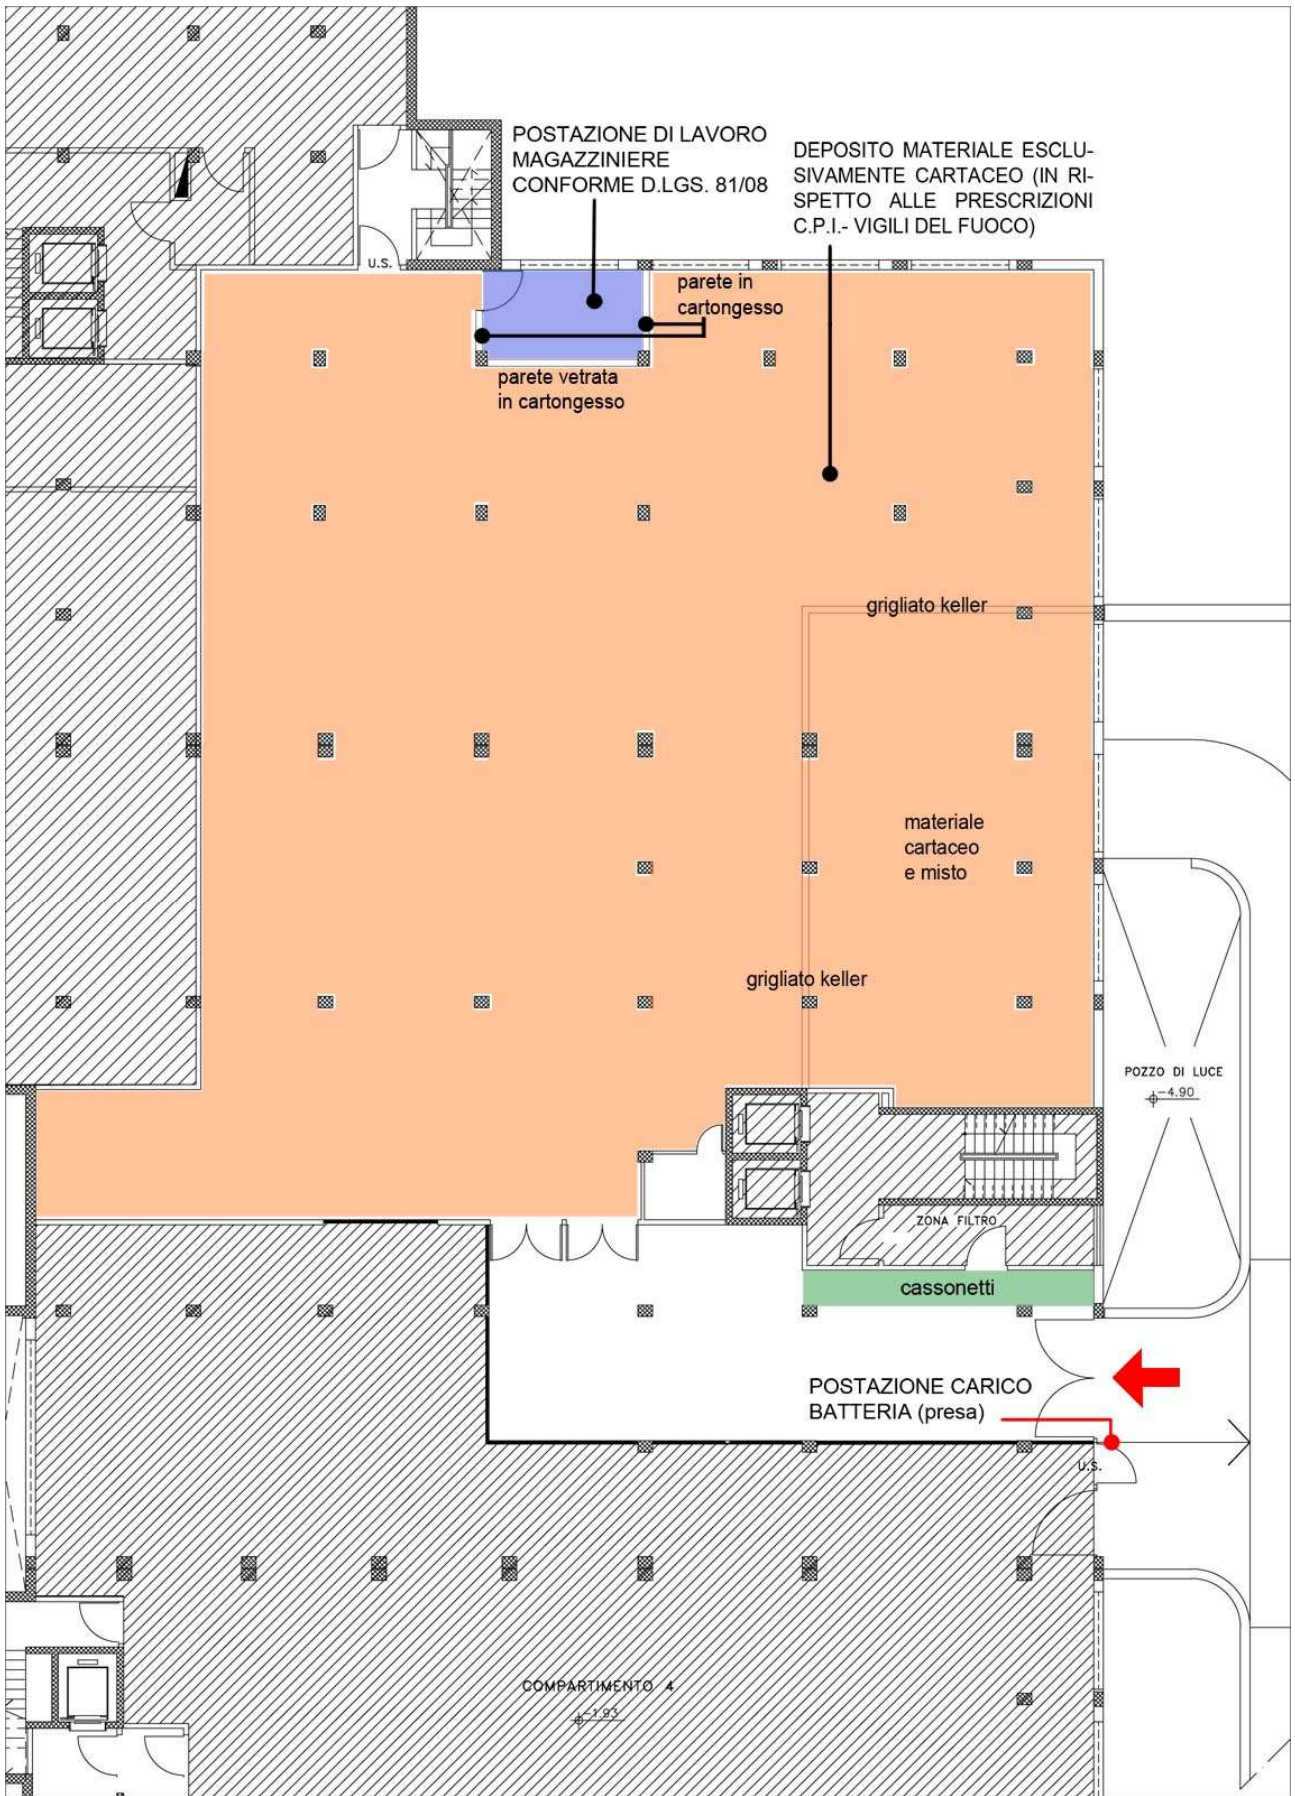 POSTAZIONE DI LAVORO
MAGAZZINIERE
CONFORME D.LGS. 81/08
DEPOSITO MATERIALE ESCLU-
SIVAMENTE CARTACEO (IN RI-
SPETTO ALLE PRESCRIZIONI
C.P.I.- VIGILI DEL FUOCO)
U.S.
parete in
cartongesso
parete vetrata
in cartongesso
grigliato keller
materiale
cartaceo
e misto
grigliato keller
POZZO DI LUCE
-4.90
ZONA FILTRO
cassonetti
POSTAZIONE CARICO
BATTERIA (presa)
U.S.
COMPARTIMENTO 4
-1.93